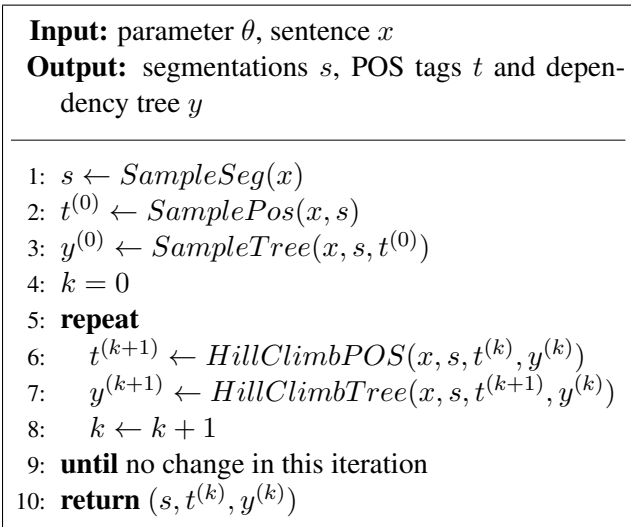 Input: parameter θ, sentence x
Output: segmentations s, POS tags t and depen-
dency tree y
1: s ← SampleSeg(x)
2: t^(0) ← SamplePos(x, s)
3: y^(0) ← SampleTree(x, s, t^(0))
4: k = 0
5: repeat
6: t^(k+1) ← HillClimbPOS(x, s, t^(k), y^(k))
7: y^(k+1) ← HillClimbTree(x, s, t^(k+1), y^(k))
8: k ← k + 1
9: until no change in this iteration
10: return (s, t^(k), y^(k))